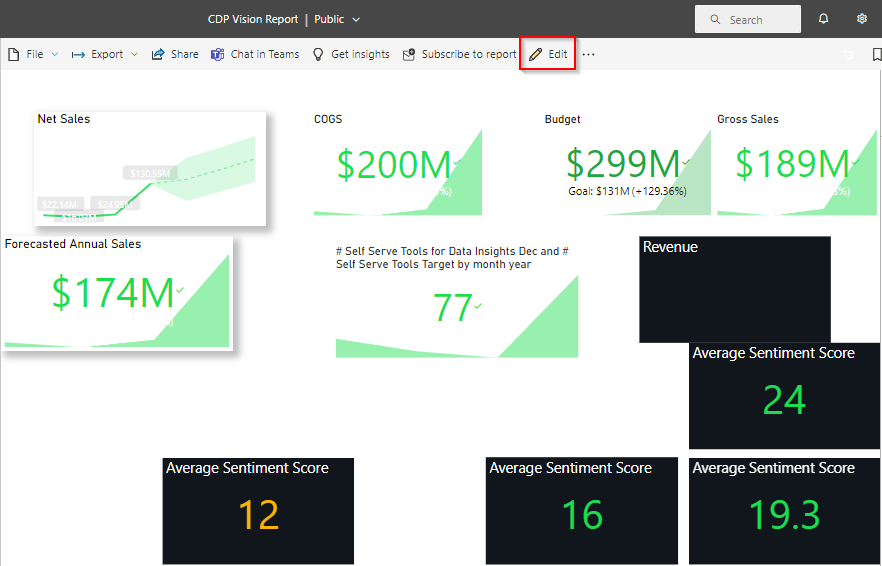 CDP Vision Report | Public
Search
File
Export
Share
Chat in Teams
Get insights
Subscribe to report
Edit
...
Net Sales
$130.55M
$22.14M
$24.95M
COGS
$200M
%)
Budget
$299M
Goal: $131M (+129.36%)
Gross Sales
$189M
%)
Forecasted Annual Sales
$174M
# Self Serve Tools for Data Insights Dec and #
Self Serve Tools Target by month year
77
Revenue
Average Sentiment Score
24
Average Sentiment Score
12
Average Sentiment Score
16
Average Sentiment Score
19.3